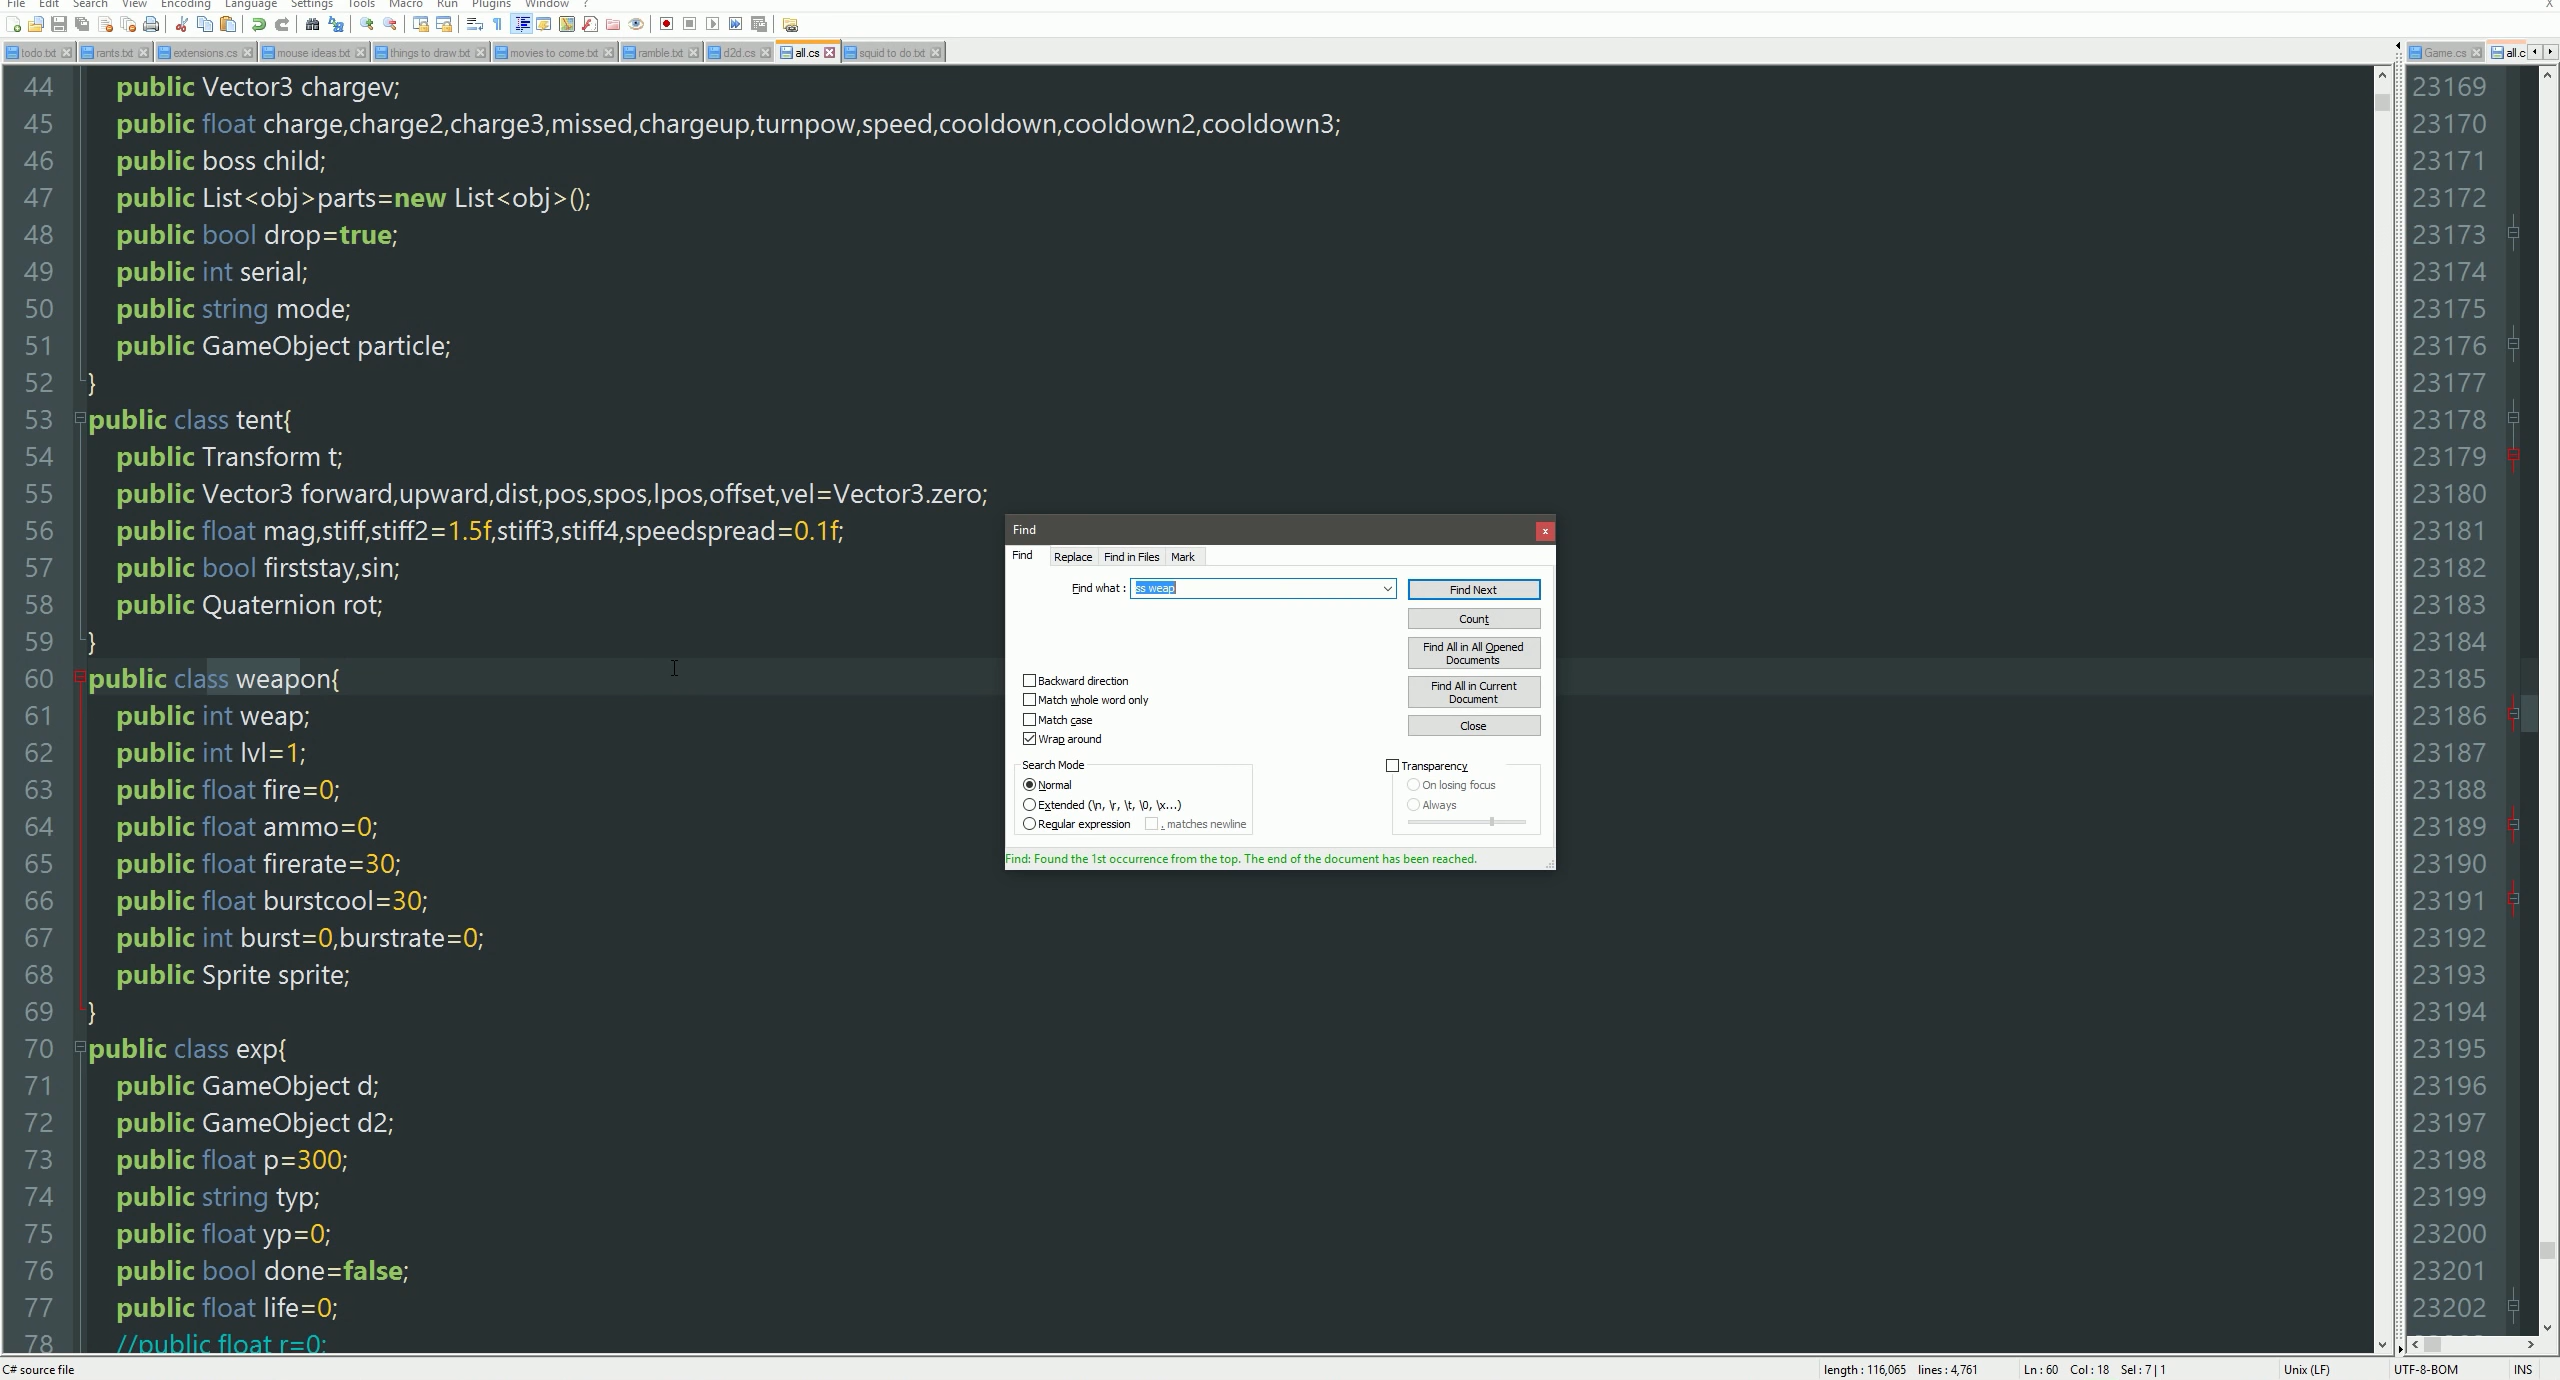 File Edit Search View Encoding Language Settings Tools Macro Run Plugins Window ? X
todo.txt rants.txt extensions.cs mouse ideas.txt things to draw.txt movies to come.txt ramble.txt d2d.cs all.cs squid to do.txt Game.cs all.c
44 public Vector3 chargev;
45 public float charge,charge2,charge3,missed,chargeup,turnpow,speed,cooldown,cooldown2,cooldown3;
46 public boss child;
47 public List<obj>parts=new List<obj>();
48 public bool drop=true;
49 public int serial;
50 public string mode;
51 public GameObject particle;
52 }
53 public class tent{
54 public Transform t;
55 public Vector3 forward,upward,dist,pos,spos,lpos,offset,vel=Vector3.zero;
56 public float mag,stiff,stiff2=1.5f,stiff3,stiff4,speedspread=0.1f;
57 public bool firststay,sin;
58 public Quaternion rot;
59 }
60 public class weapon{
61 public int weap;
62 public int lvl=1;
63 public float fire=0;
64 public float ammo=0;
65 public float firerate=30;
66 public float burstcool=30;
67 public int burst=0,burstrate=0;
68 public Sprite sprite;
69 }
70 public class exp{
71 public GameObject d;
72 public GameObject d2;
73 public float p=300;
74 public string typ;
75 public float yp=0;
76 public bool done=false;
77 public float life=0;
78 //public float r=0;
Find x
Find Replace Find in Files Mark
Find what : ss weap
Find Next
Count
Find All in All Opened
Documents
Find All in Current
Document
Close
Backward direction
Match whole word only
Match case
Wrap around
Search Mode
Normal
Extended (\n, \r, \t, \0, \x...)
Regular expression . matches newline
Transparency
On losing focus
Always
Find: Found the 1st occurrence from the top. The end of the document has been reached.
23169
23170
23171
23172
23173
23174
23175
23176
23177
23178
23179
23180
23181
23182
23183
23184
23185
23186
23187
23188
23189
23190
23191
23192
23193
23194
23195
23196
23197
23198
23199
23200
23201
23202
C# source file length : 116,065 lines : 4,761 Ln : 60 Col : 18 Sel : 7 | 1 Unix (LF) UTF-8-BOM INS